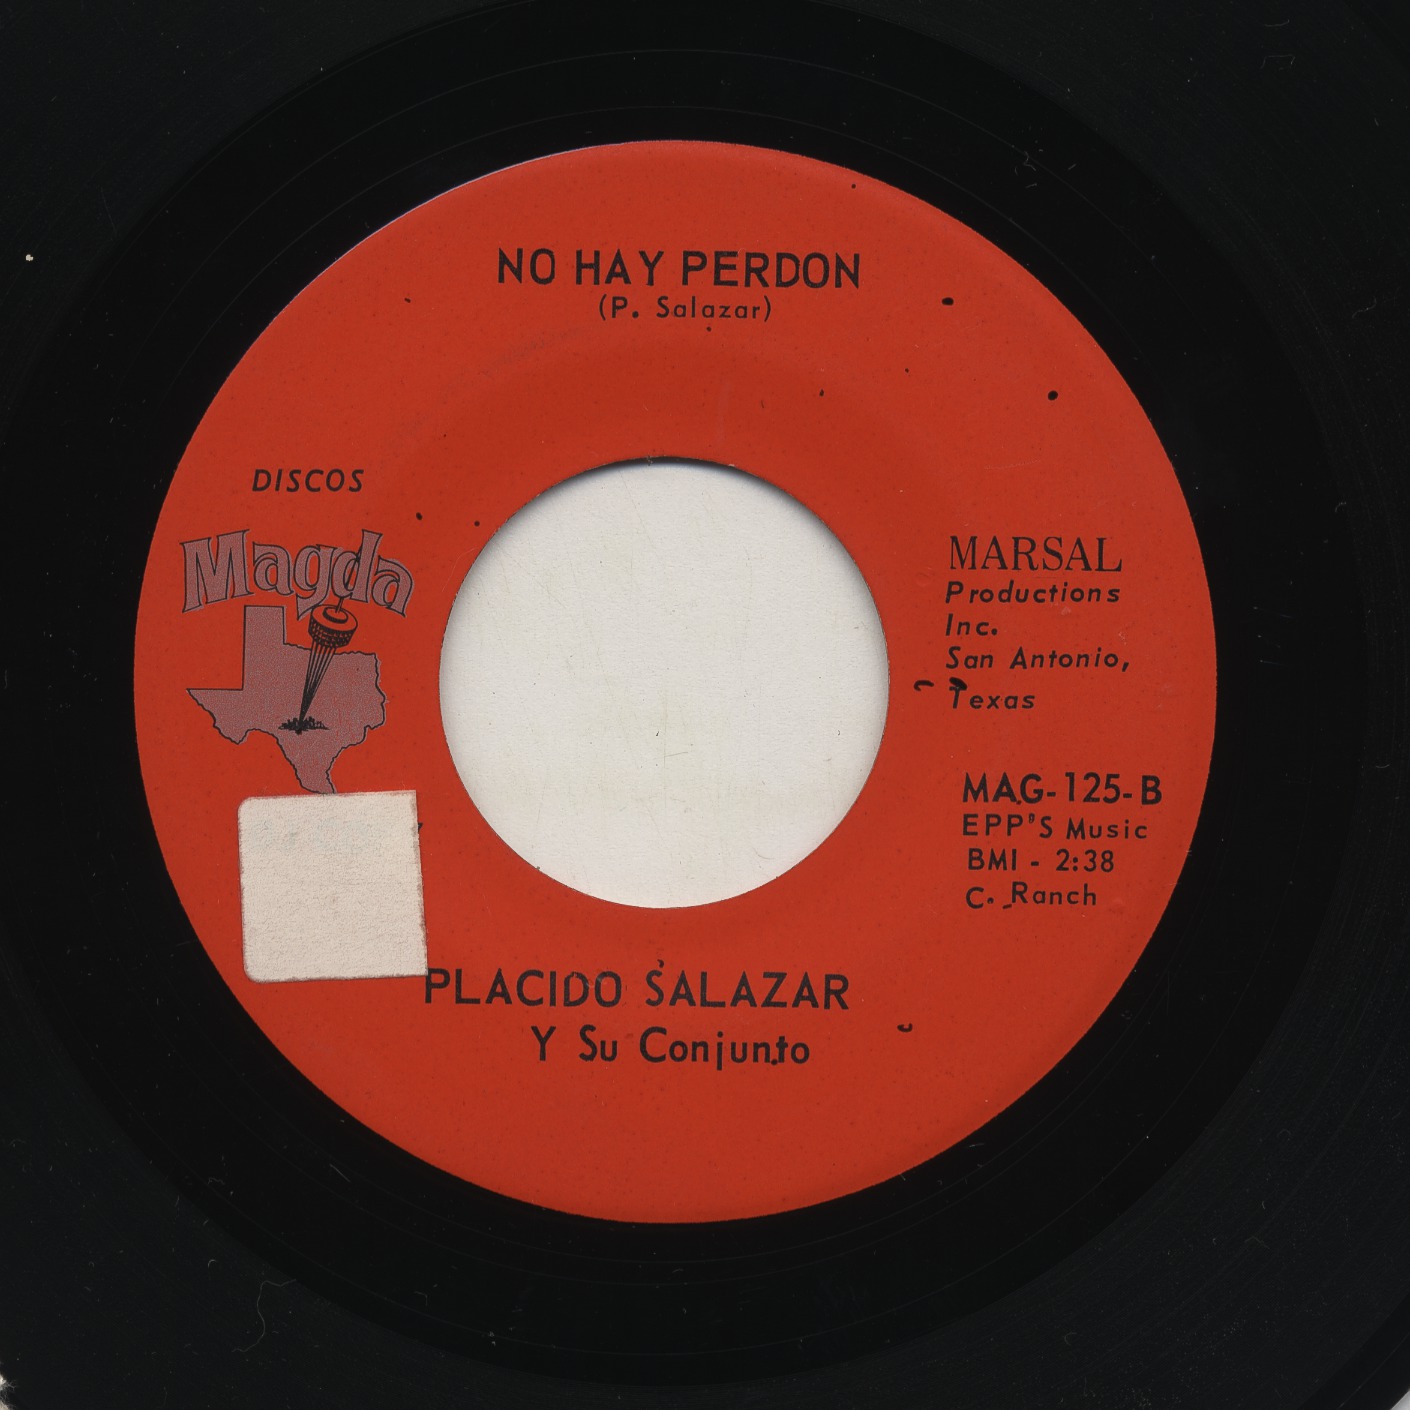 NO HAY PERDON
(P. Salazar)
DISCOS
Magda
MARSAL
Productions
Inc.
San Antonio,
Texas
MAG-125-B
EPP'S Music
BMI - 2:38
C. Ranch
PLACIDO SALAZAR
Y Su Conjunto